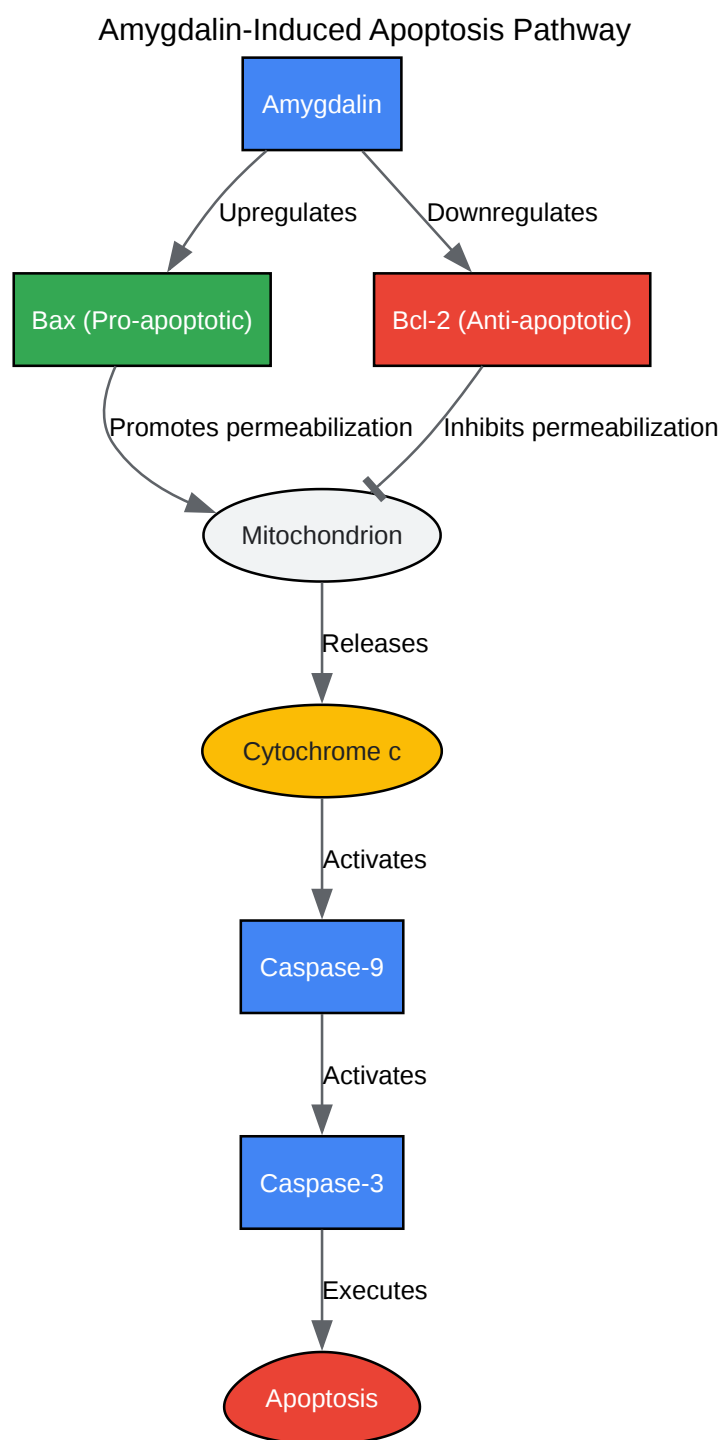 Amygdalin-Induced Apoptosis Pathway
Amygdalin
Upregulates
Downregulates
Bax (Pro-apoptotic)
Bcl-2 (Anti-apoptotic)
Promotes permeabilization
Inhibits permeabilization
Mitochondrion
Releases
Cytochrome c
Activates
Caspase-9
Activates
Caspase-3
Executes
Apoptosis